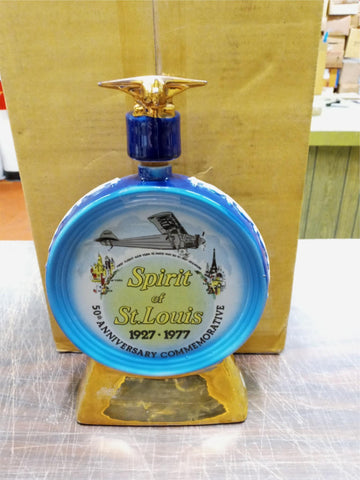 Spirit
of
St. Louis
1927 · 1977
50th ANNIVERSARY COMMEMORATIVE